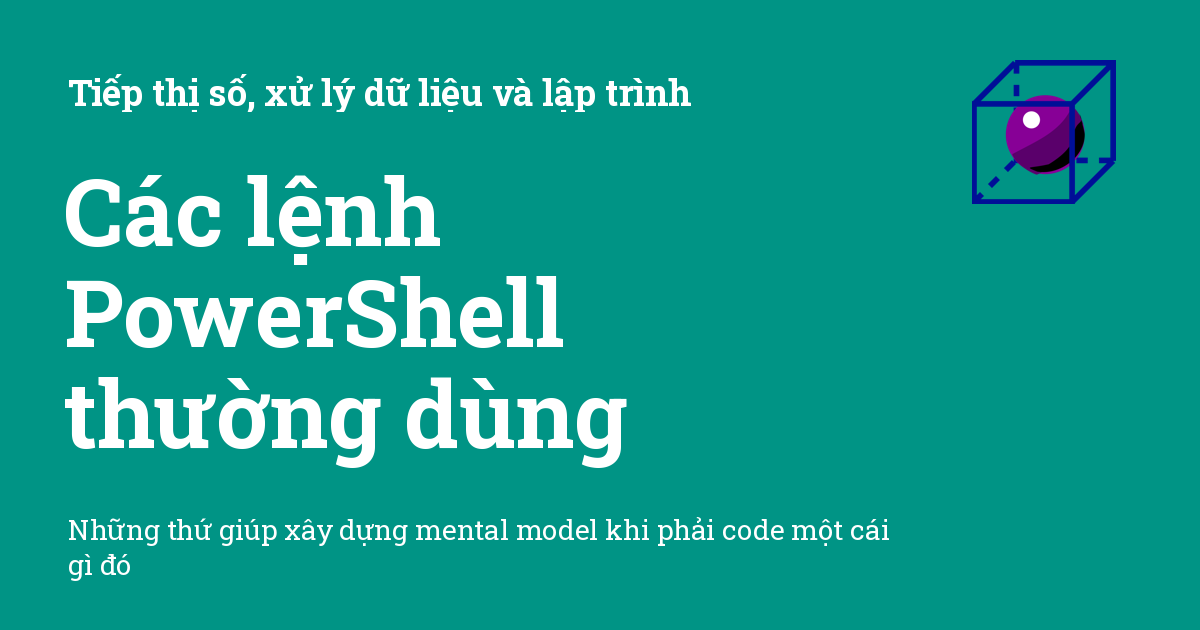 Tiếp thị số, xử lý dữ liệu và lập trình
Các lệnh
PowerShell
thường dùng
Những thứ giúp xây dựng mental model khi phải code một cái
gì đó